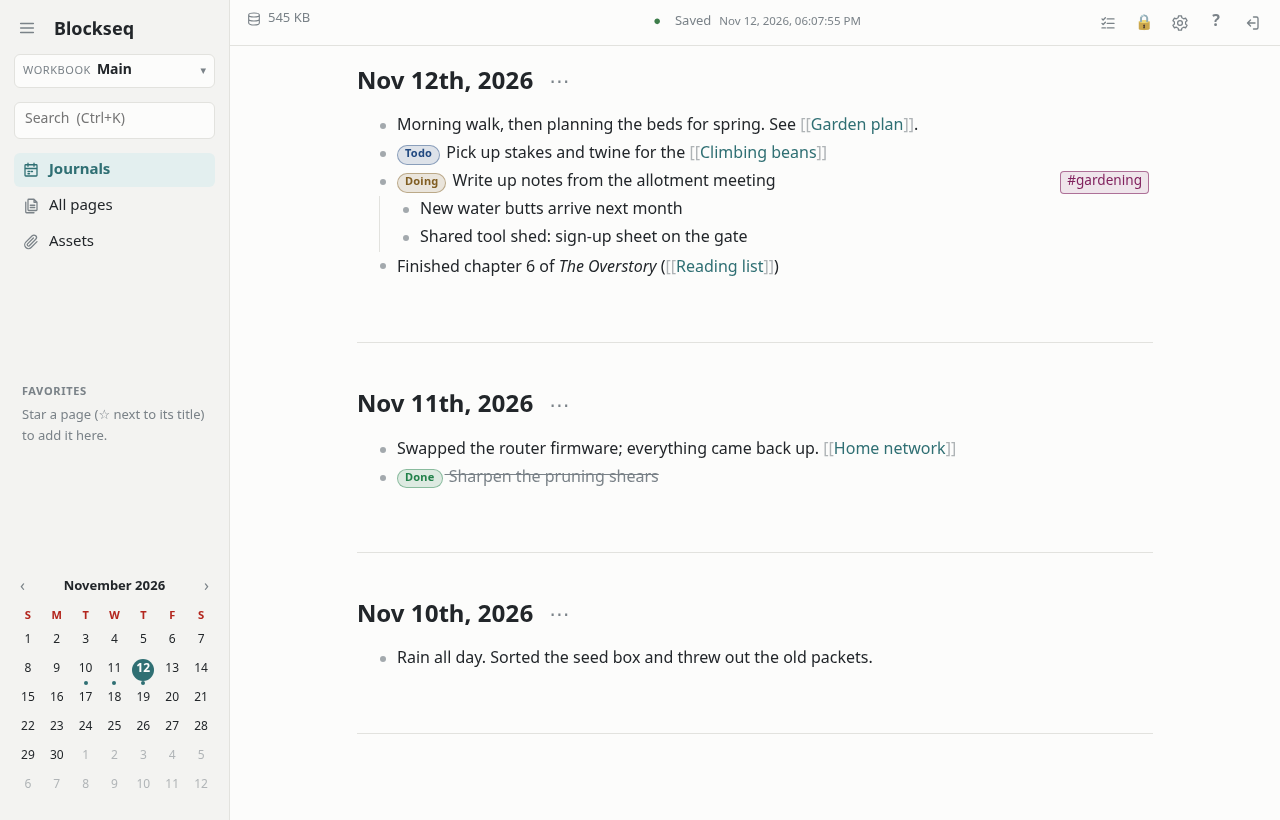 Blockseq
WORKBOOK Main
Search (Ctrl+K)
Journals
All pages
Assets
FAVORITES
Star a page (☆ next to its title)
to add it here.
‹ November 2026 ›
S M T W T F S
1 2 3 4 5 6 7
8 9 10 11 12 13 14
15 16 17 18 19 20 21
22 23 24 25 26 27 28
29 30 1 2 3 4 5
6 7 8 9 10 11 12
545 KB
Saved Nov 12, 2026, 06:07:55 PM
?
Nov 12th, 2026 ···
Morning walk, then planning the beds for spring. See [[Garden plan]].
Todo Pick up stakes and twine for the [[Climbing beans]]
Doing Write up notes from the allotment meeting #gardening
New water butts arrive next month
Shared tool shed: sign-up sheet on the gate
Finished chapter 6 of The Overstory ([[Reading list]])
Nov 11th, 2026 ···
Swapped the router firmware; everything came back up. [[Home network]]
Done Sharpen the pruning shears
Nov 10th, 2026 ···
Rain all day. Sorted the seed box and threw out the old packets.